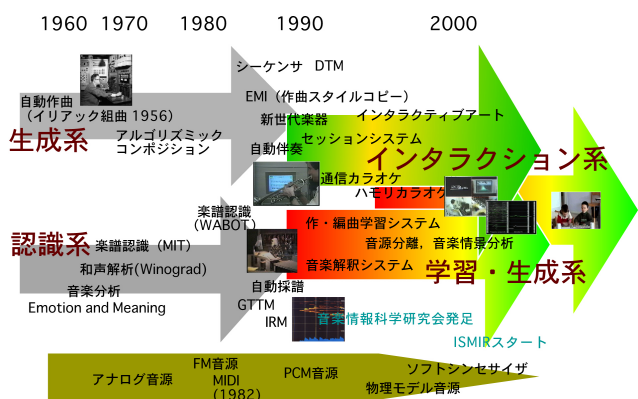 1960 1970 1980 1990 2000
シーケンサ DTM
自動作曲
（イリアック組曲 1956）
EMI（作曲スタイルコピー）
新世代楽器
インタラクティブアート
生成系
アルゴリズミック
コンポジション
セッションシステム
自動伴奏
インタラクション系
通信カラオケ
ハモリカラオケ
楽譜認識
（WABOT）
作・編曲学習システム
認識系
楽譜認識（MIT）
音源分離，音楽情景分析
和声解析(Winograd)
音楽解釈システム
学習・生成系
音楽分析
Emotion and Meaning
自動採譜
GTTM
IRM
音楽情報科学研究会発足
ISMIRスタート
FM音源
アナログ音源
MIDI
(1982)
PCM音源
ソフトシンセサイザ
物理モデル音源